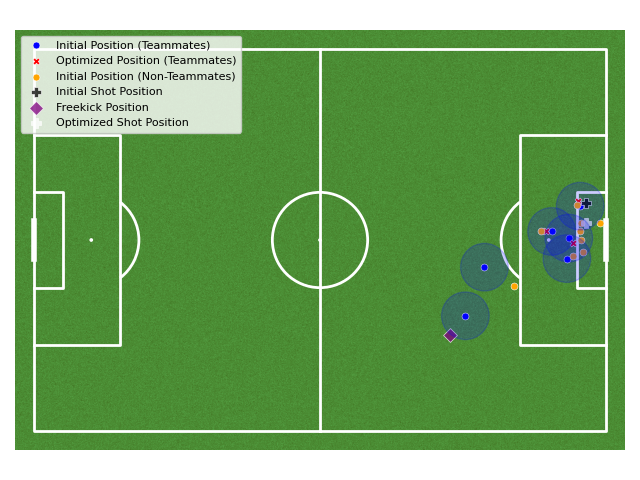 Initial Position (Teammates)
Optimized Position (Teammates)
Initial Position (Non-Teammates)
Initial Shot Position
Freekick Position
Optimized Shot Position